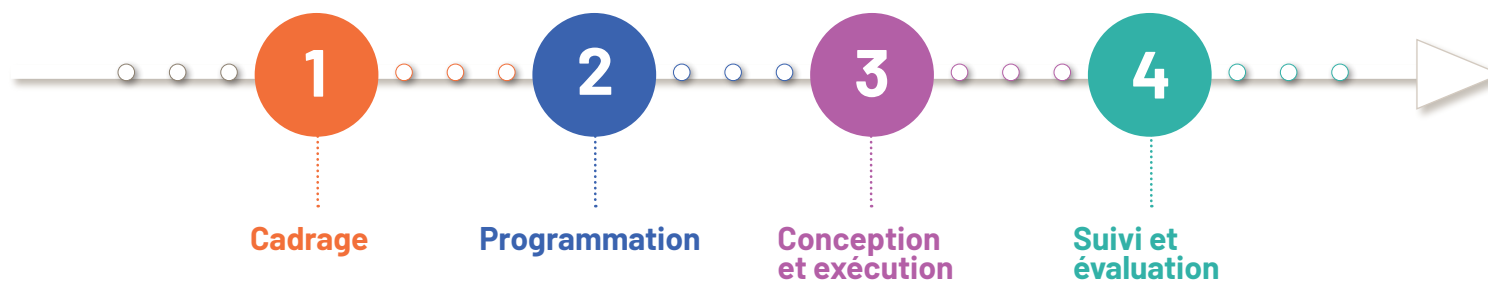 1
2
3
4
Cadrage
Programmation
Conception
et exécution
Suivi et
évaluation